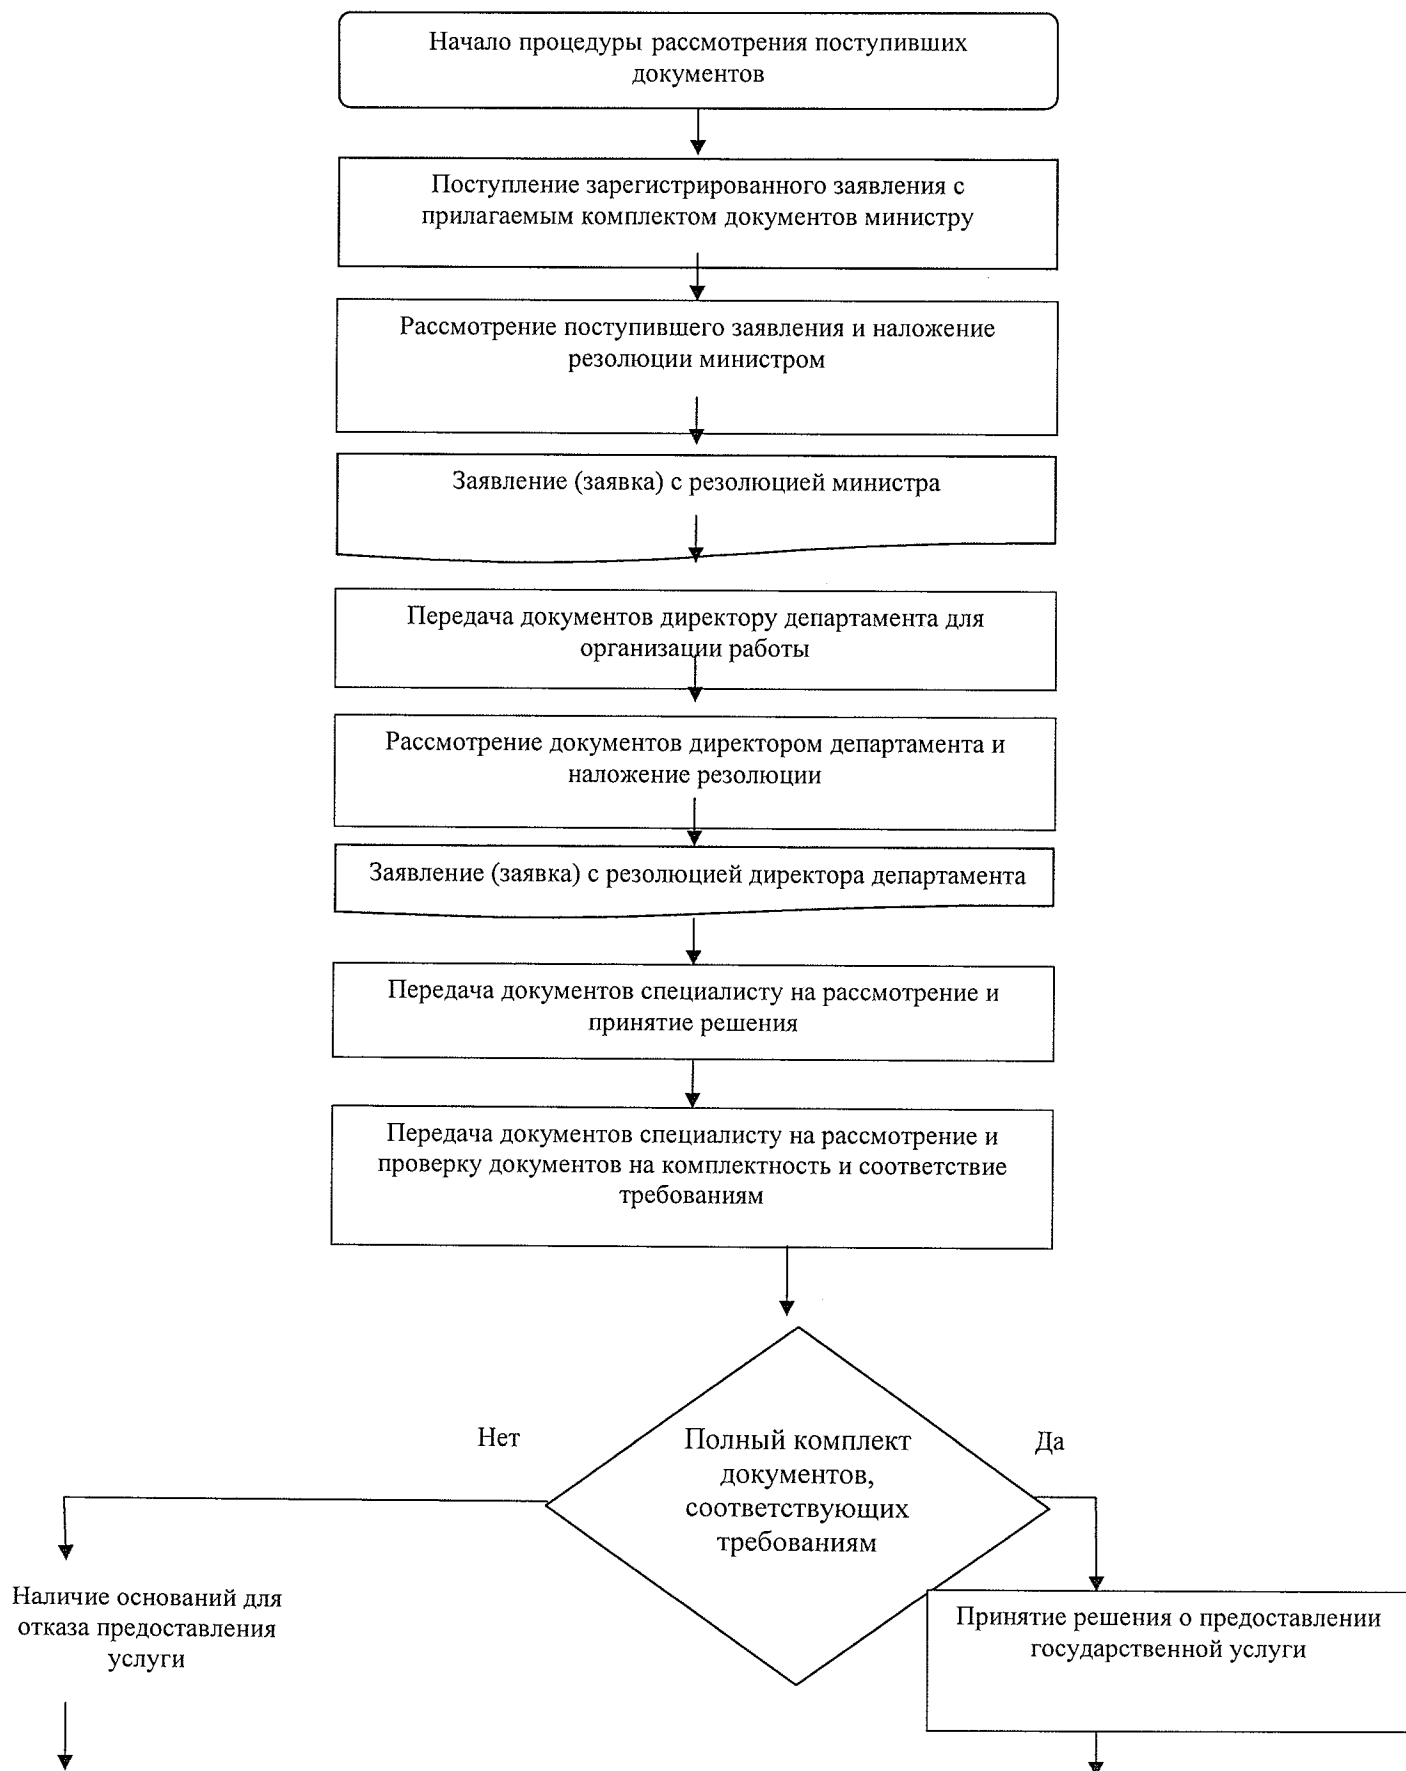 Начало процедуры рассмотрения поступивших
документов
Поступление зарегистрированного заявления с
прилагаемым комплектом документов министру
Рассмотрение поступившего заявления и наложение
резолюции министром
Заявление (заявка) с резолюцией министра
Передача документов директору департамента для
организации работы
Рассмотрение документов директором департамента и
наложение резолюции
Заявление (заявка) с резолюцией директора департамента
Передача документов специалисту на рассмотрение и
принятие решения
Передача документов специалисту на рассмотрение и
проверку документов на комплектность и соответствие
требованиям
Нет
Полный комплект
документов,
соответствующих
требованиям
Да
Наличие оснований для
отказа предоставления
услуги
Принятие решения о предоставлении
государственной услуги